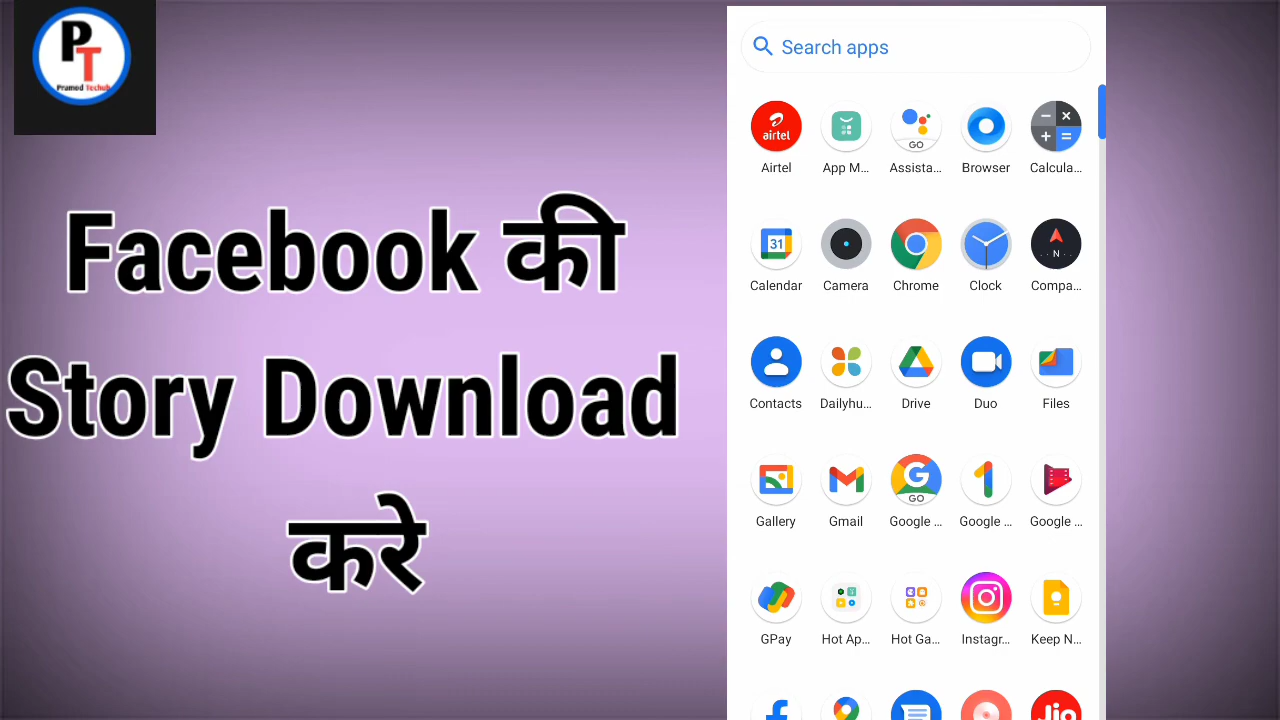 PT
Pramod Techub
Facebook की
Story Download
करे
Search apps
airtel
GO
Airtel
App M...
Assista...
Browser
Calcula...
31
N
Calendar
Camera
Chrome
Clock
Compa...
Contacts
Dailyhu...
Drive
Duo
Files
GO
Gallery
Gmail
Google ...
Google ...
Google ...
GPay
Hot Ap...
Hot Ga...
Instagr...
Keep N...
Jio